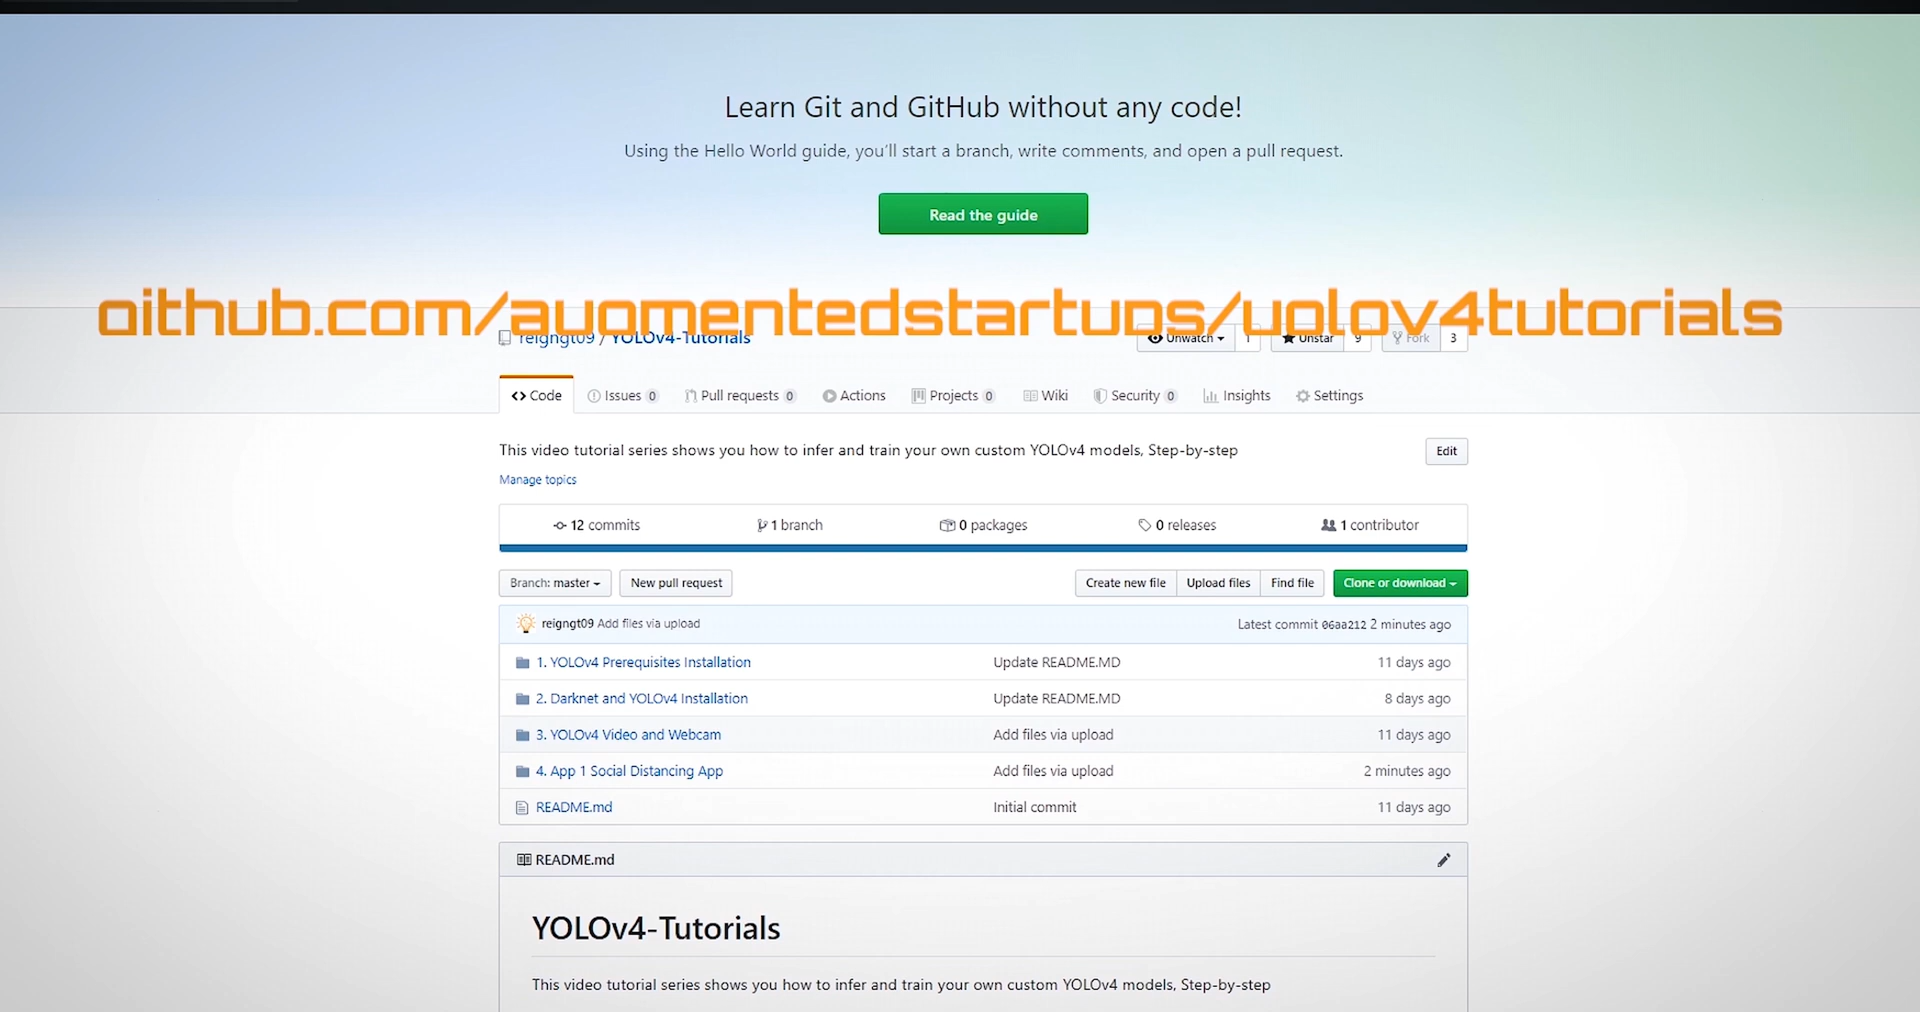 Learn Git and GitHub without any code!
Using the Hello World guide, you'll start a branch, write comments, and open a pull request.
Read the guide
github.com/augmentedstartups/yolov4tutorials
reigngt09 / YOLOv4-Tutorials
Unwatch 1 Unstar 9 Fork 3
Code Issues 0 Pull requests 0 Actions Projects 0 Wiki Security 0 Insights Settings
This video tutorial series shows you how to infer and train your own custom YOLOv4 models, Step-by-step Edit
Manage topics
12 commits 1 branch 0 packages 0 releases 1 contributor
Branch: master New pull request Create new file Upload files Find file Clone or download
reigngt09 Add files via upload Latest commit 06aa212 2 minutes ago
1. YOLOv4 Prerequisites Installation Update README.MD 11 days ago
2. Darknet and YOLOv4 Installation Update README.MD 8 days ago
3. YOLOv4 Video and Webcam Add files via upload 11 days ago
4. App 1 Social Distancing App Add files via upload 2 minutes ago
README.md Initial commit 11 days ago
README.md
YOLOv4-Tutorials
This video tutorial series shows you how to infer and train your own custom YOLOv4 models, Step-by-step